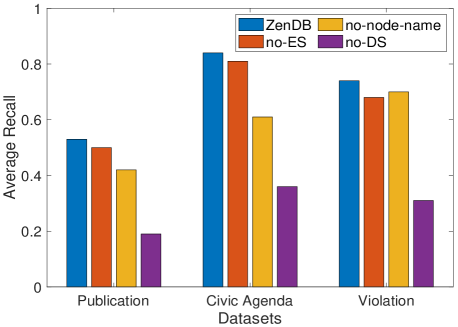 1
0.8
0.6
0.4
0.2
0
Average Recall
ZenDB no-node-name
no-ES no-DS
Publication Civic Agenda Violation
Datasets